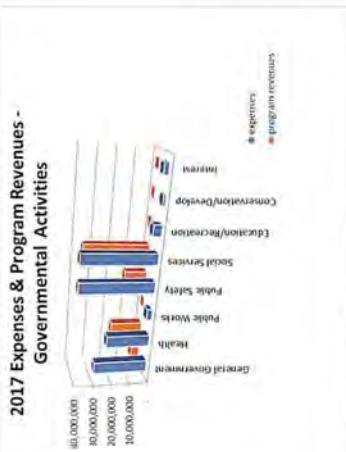 2017 Expenses & Program Revenues -
Governmental Activities
40,000,000
30,000,000
20,000,000
10,000,000
-
General Government
Health
Public Works
Public Safety
Social Services
Education/Recreation
Conservation/Develop
Interest
expenses
program revenues